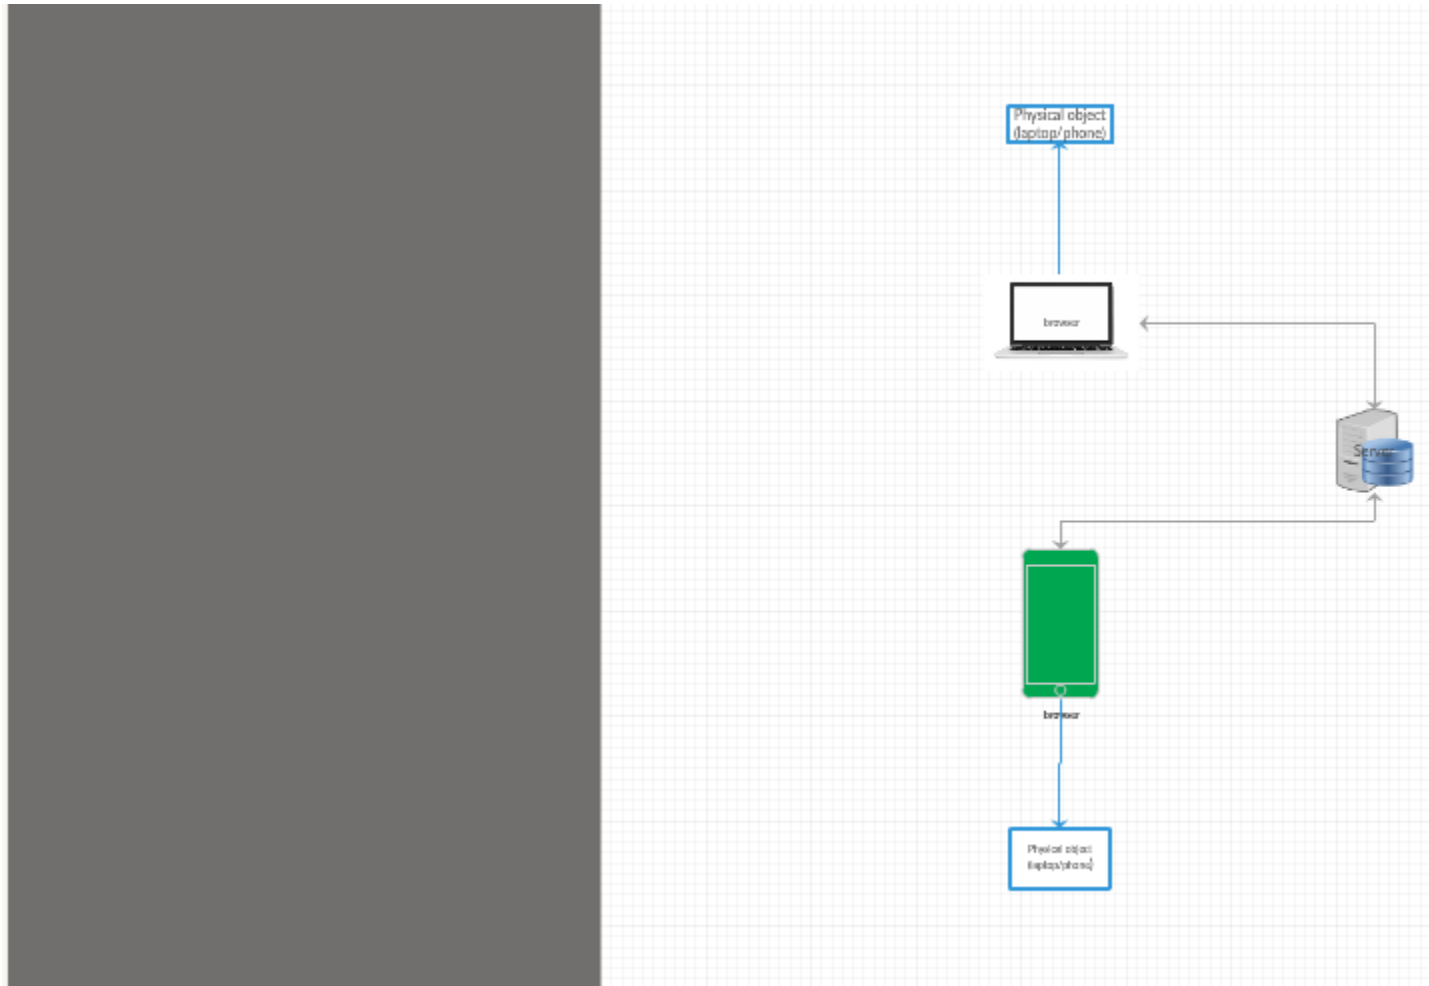 Physical object
(laptop/phone)
browser
Server
browser
Physical object
(laptop/phone)